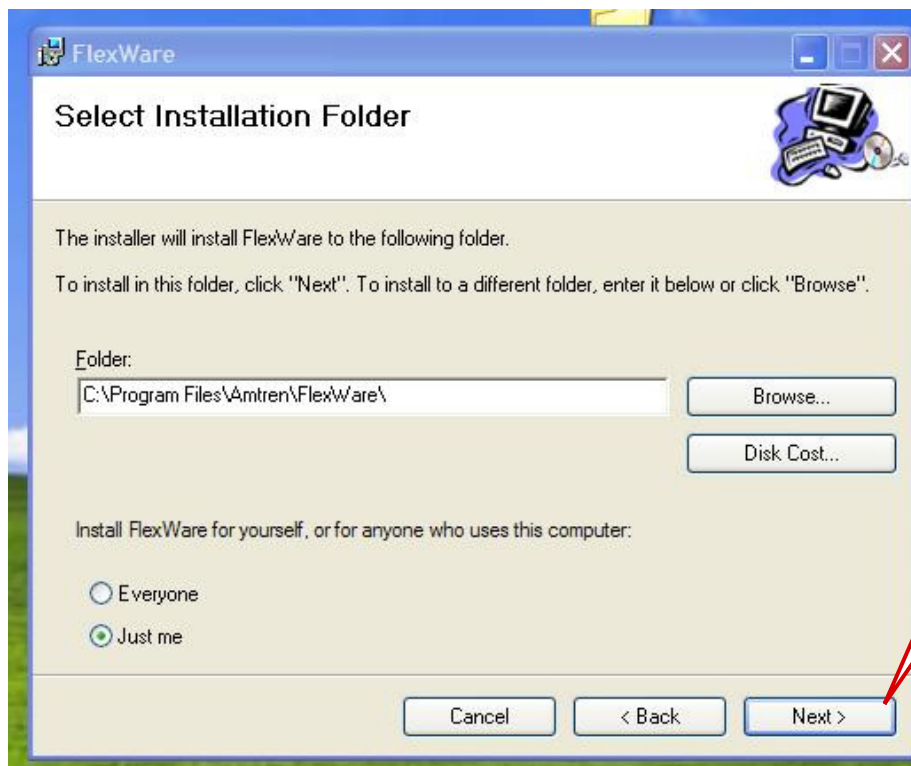 FlexWare
Select Installation Folder
The installer will install FlexWare to the following folder.
To install in this folder, click "Next". To install to a different folder, enter it below or click "Browse".
Folder:
C:\Program Files\Amtren\FlexWare\
Browse...
Disk Cost...
Install FlexWare for yourself, or for anyone who uses this computer:
Everyone
Just me
Cancel
< Back
Next >